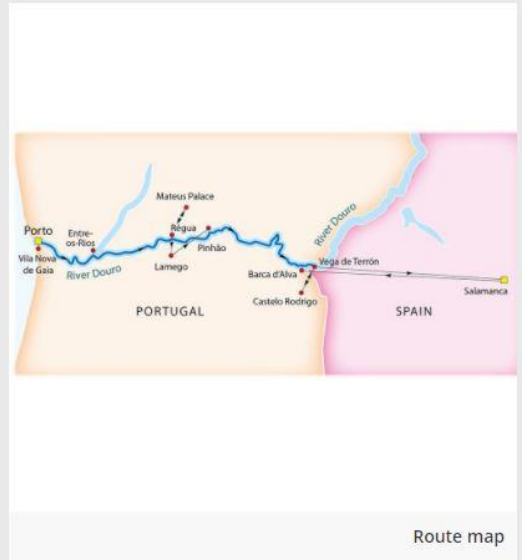 Mateus Palace
Porto
Entre-
os-Rios
Régua
Pinhão
Vila Nova
de Gaia
River Douro
Lamego
River Douro
Barca d'Alva
Vega de Terrón
Castelo Rodrigo
Salamanca
PORTUGAL
SPAIN
Route map